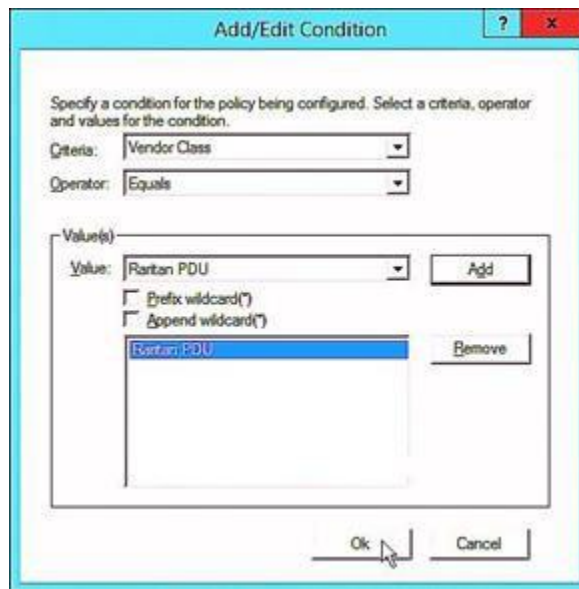 Add/Edit Condition
?
x
Specify a condition for the policy being configured. Select a criteria, operator
and values for the condition.
Criteria:
Vendor Class
Operator:
Equals
Value(s)
Value:
Raritan PDU
Add
Prefix wildcard(*)
Append wildcard(*)
Raritan PDU
Remove
Ok
Cancel